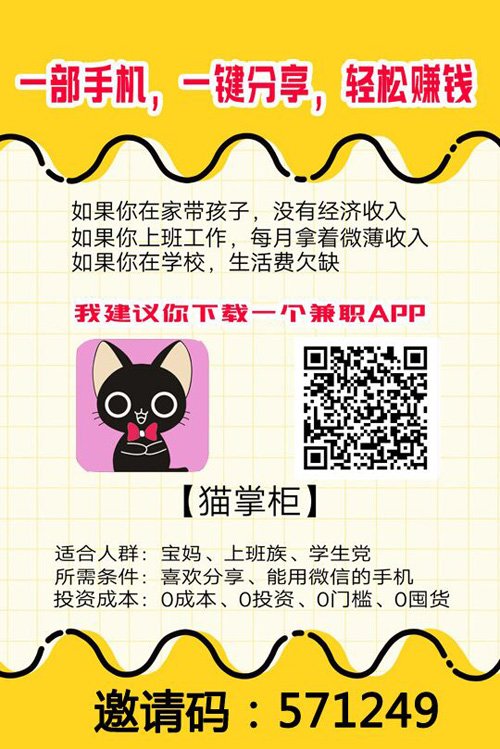 一部手机，一键分享，轻松赚钱
如果你在家带孩子，没有经济收入
如果你上班工作，每月拿着微薄收入
如果你在学校，生活费欠缺
我建议你下载一个兼职APP
【猫掌柜】
适合人群：宝妈、上班族、学生党
所需条件：喜欢分享、能用微信的手机
投资成本：0成本、0投资、0门槛、0囤货
邀请码：571249